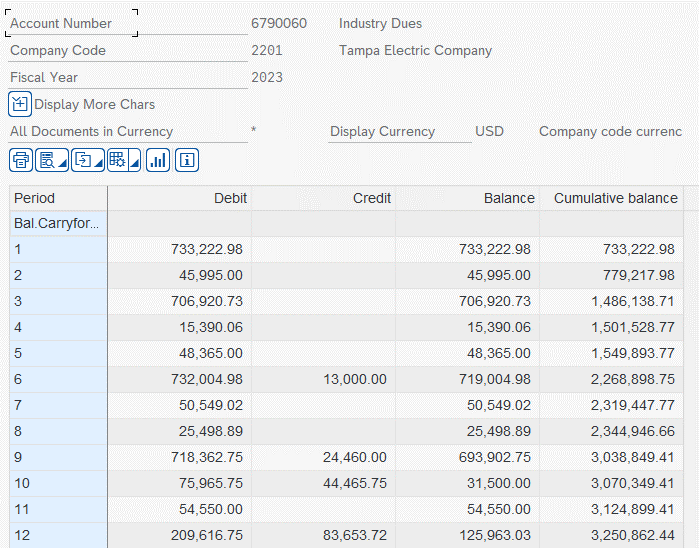 Account Number 6790060 Industry Dues
Company Code 2201 Tampa Electric Company
Fiscal Year 2023
Display More Chars
All Documents in Currency * Display Currency USD Company code currenc
Period Debit Credit Balance Cumulative balance
Bal.Carryfor...
1 733,222.98 733,222.98 733,222.98
2 45,995.00 45,995.00 779,217.98
3 706,920.73 706,920.73 1,486,138.71
4 15,390.06 15,390.06 1,501,528.77
5 48,365.00 48,365.00 1,549,893.77
6 732,004.98 13,000.00 719,004.98 2,268,898.75
7 50,549.02 50,549.02 2,319,447.77
8 25,498.89 25,498.89 2,344,946.66
9 718,362.75 24,460.00 693,902.75 3,038,849.41
10 75,965.75 44,465.75 31,500.00 3,070,349.41
11 54,550.00 54,550.00 3,124,899.41
12 209,616.75 83,653.72 125,963.03 3,250,862.44